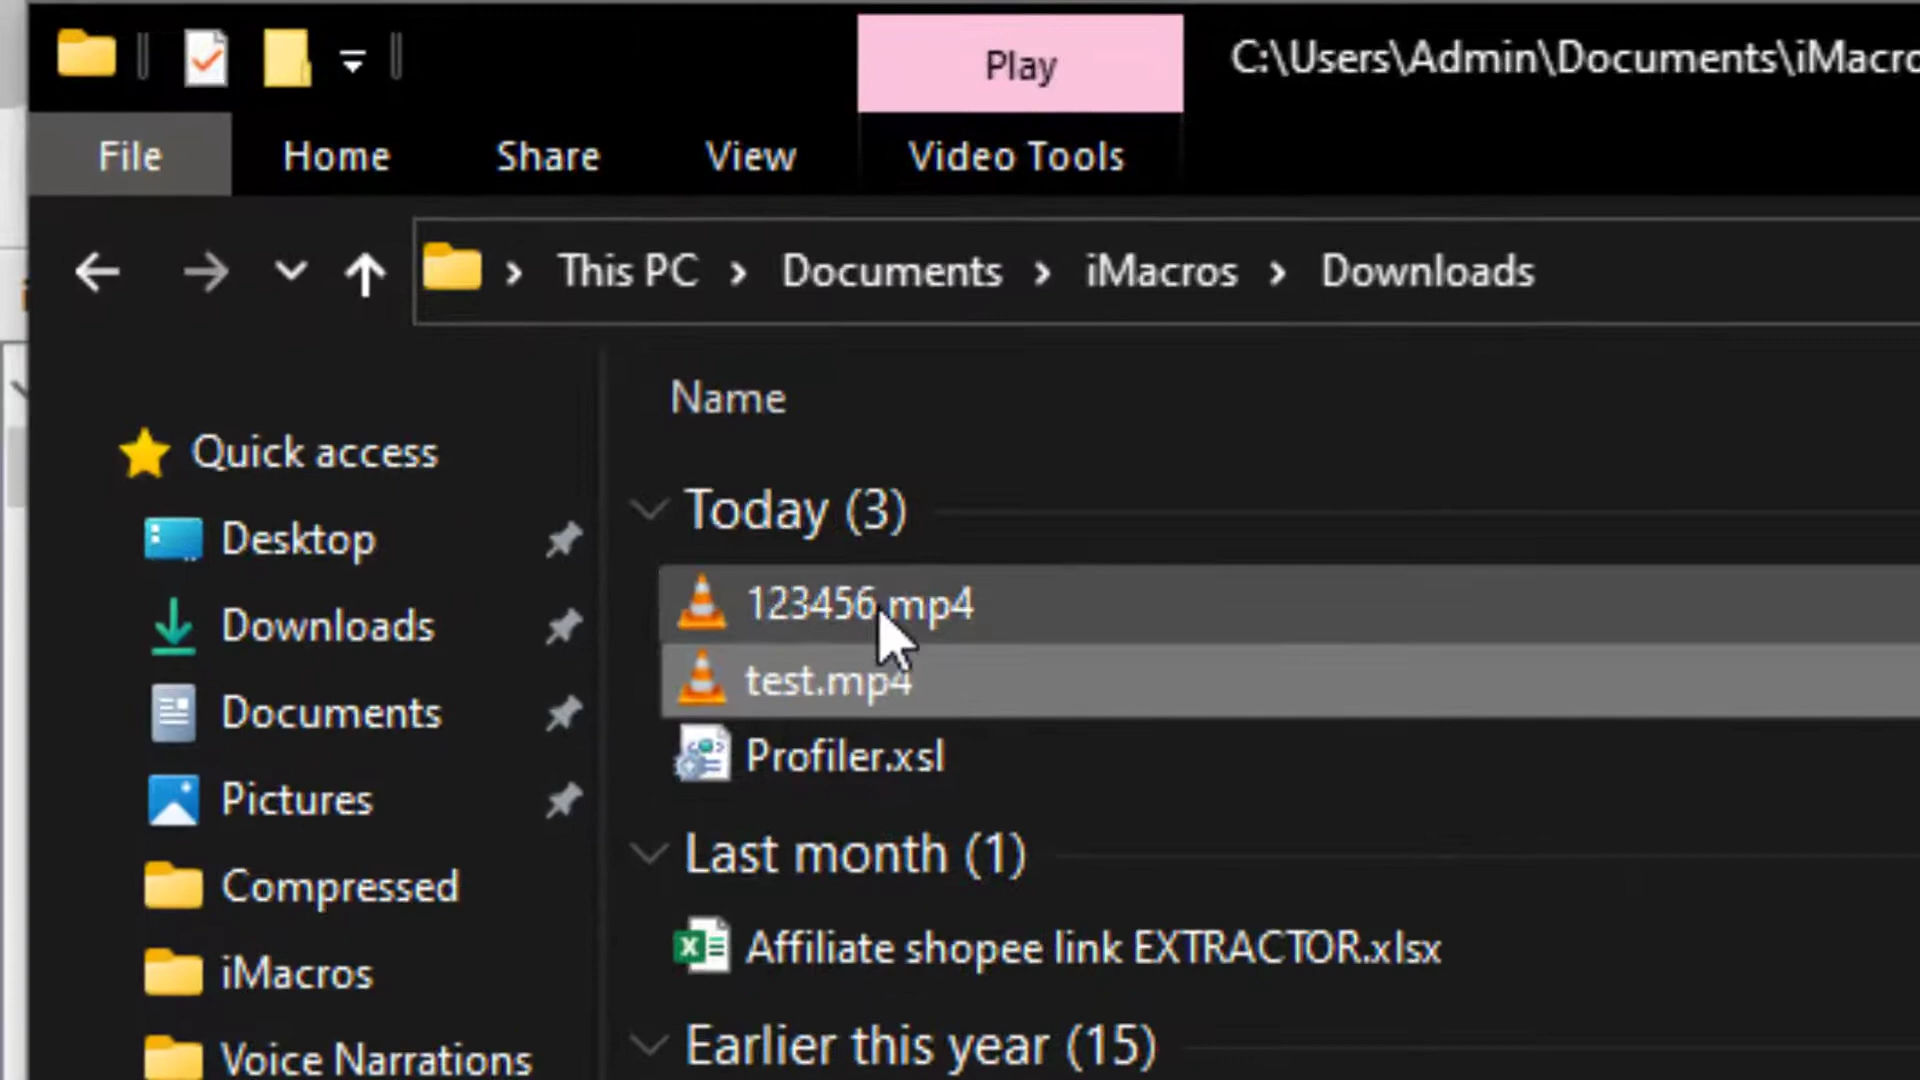 Play
C:\Users\Admin\Documents\iMacro
File Home Share View Video Tools
This PC Documents iMacros Downloads
Name
Quick access
Desktop
Downloads
Documents
Pictures
Compressed
iMacros
Voice Narrations
Today (3)
123456.mp4
test.mp4
Profiler.xsl
Last month (1)
Affiliate shopee link EXTRACTOR.xlsx
Earlier this year (15)